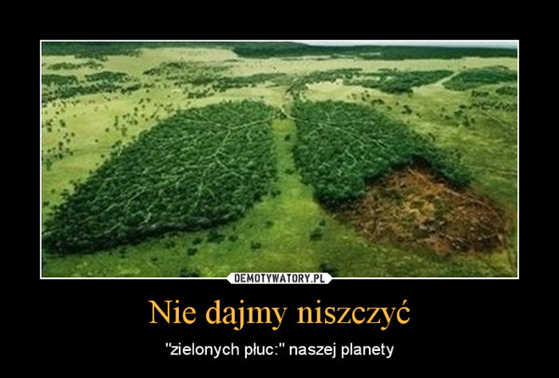 DEMOTYWATORY.PL
Nie dajmy niszczyć
"zielonych płuc:" naszej planety